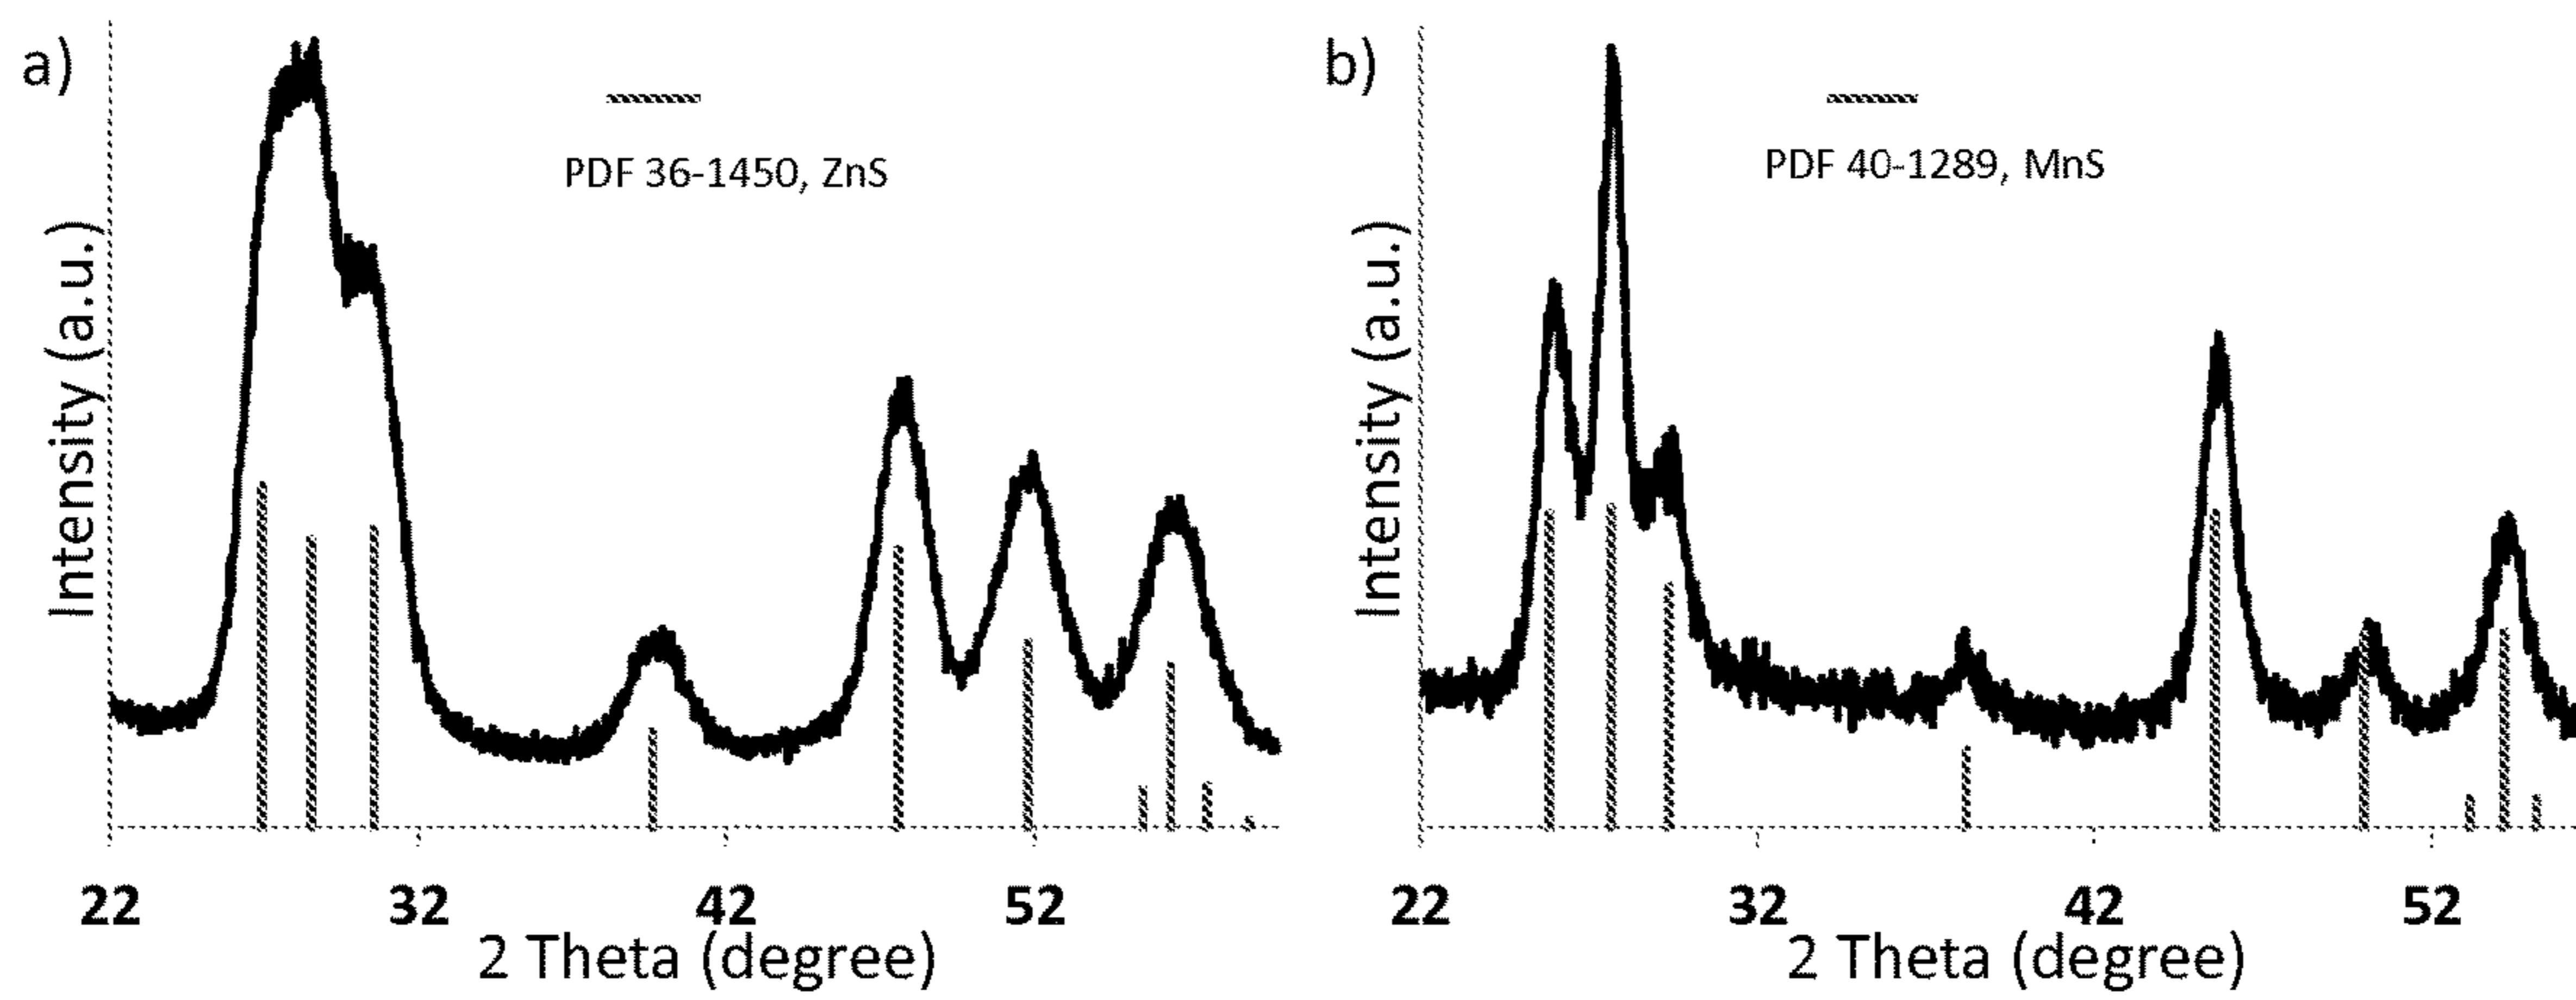 a)
PDF 36-1450, ZnS
Intensity (a.u.)
22 32 42 52
2 Theta (degree)
b)
PDF 40-1289, MnS
Intensity (a.u.)
22 32 42 52
2 Theta (degree)